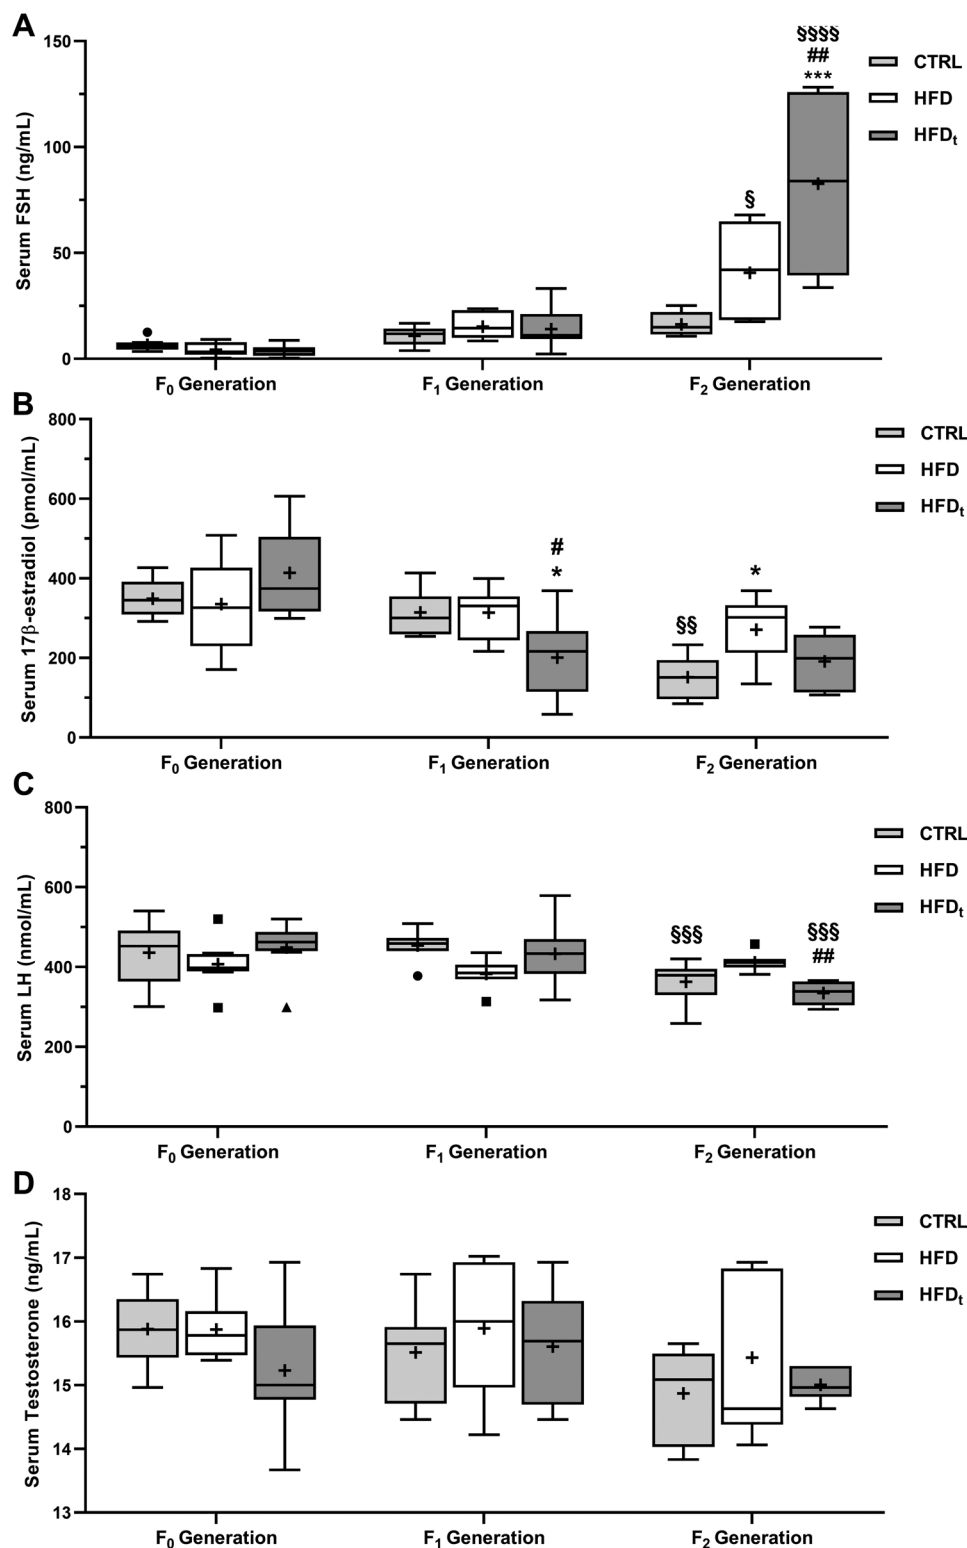 A
Serum FSH (ng/mL)
150
100
50
0
§
§§§§
##
***
CTRL
HFD
HFDt
F0 Generation
F1 Generation
F2 Generation
B
Serum 17β-estradiol (pmol/mL)
800
600
400
200
0
#
*
§§
*
CTRL
HFD
HFDt
F0 Generation
F1 Generation
F2 Generation
C
Serum LH (nmol/mL)
800
600
400
200
0
§§§
§§§
##
CTRL
HFD
HFDt
F0 Generation
F1 Generation
F2 Generation
D
Serum Testosterone (ng/mL)
18
17
16
15
14
13
CTRL
HFD
HFDt
F0 Generation
F1 Generation
F2 Generation